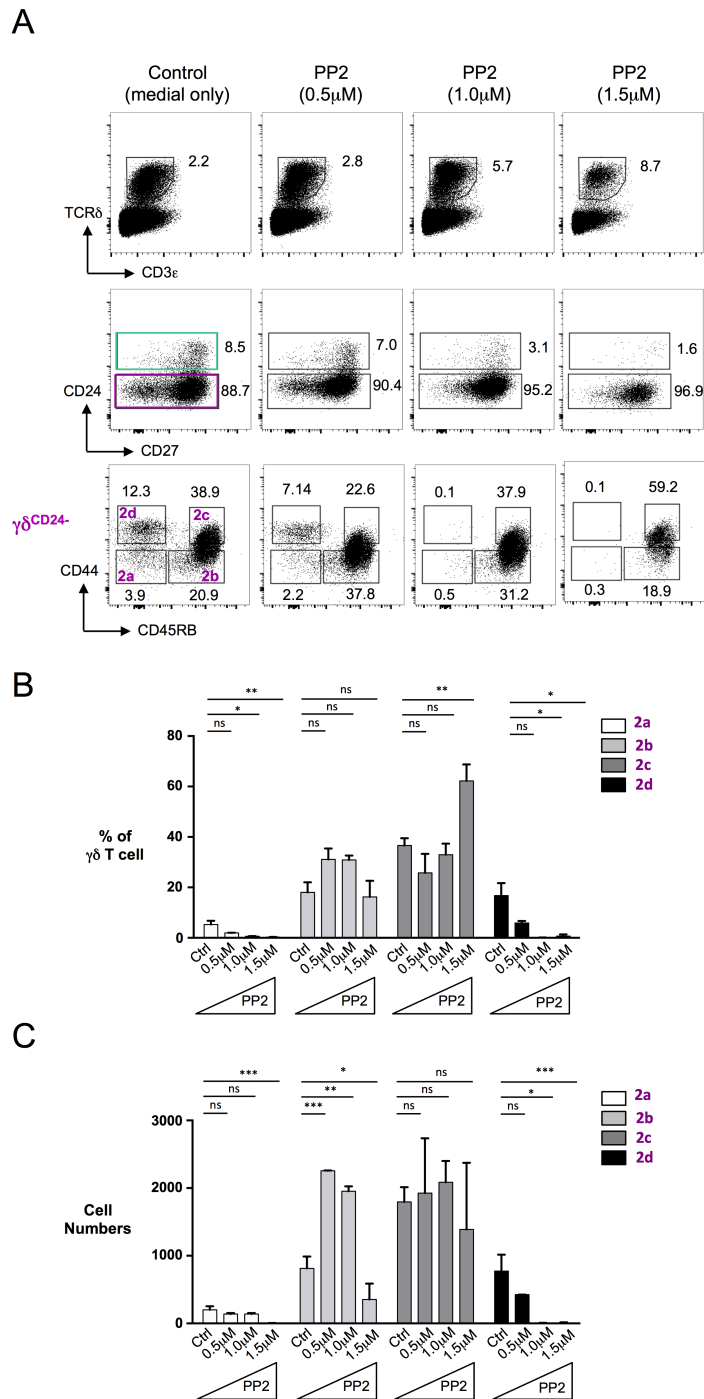 A
Control
(medial only)
PP2
(0.5μM)
PP2
(1.0μM)
PP2
(1.5μM)
2.2
2.8
5.7
8.7
TCRδ
CD3ε
8.5
7.0
3.1
1.6
CD24
88.7
90.4
95.2
96.9
CD27
γδCD24-
12.3
38.9
7.14
22.6
0.1
37.9
0.1
59.2
2d
2c
CD44
2a
2b
3.9
20.9
2.2
37.8
0.5
31.2
0.3
18.9
CD45RB
B
**
*
ns
ns
ns
ns
**
ns
ns
*
*
ns
80
60
40
20
0
% of
γδ T cell
2a
2b
2c
2d
Ctrl
0.5μM
1.0μM
1.5μM
Ctrl
0.5μM
1.0μM
1.5μM
Ctrl
0.5μM
1.0μM
1.5μM
Ctrl
0.5μM
1.0μM
1.5μM
PP2
PP2
PP2
PP2
C
***
ns
ns
*
**
***
ns
ns
ns
***
*
ns
3000
2000
1000
0
Cell
Numbers
2a
2b
2c
2d
Ctrl
0.5μM
1.0μM
1.5μM
Ctrl
0.5μM
1.0μM
1.5μM
Ctrl
0.5μM
1.0μM
1.5μM
Ctrl
0.5μM
1.0μM
1.5μM
PP2
PP2
PP2
PP2